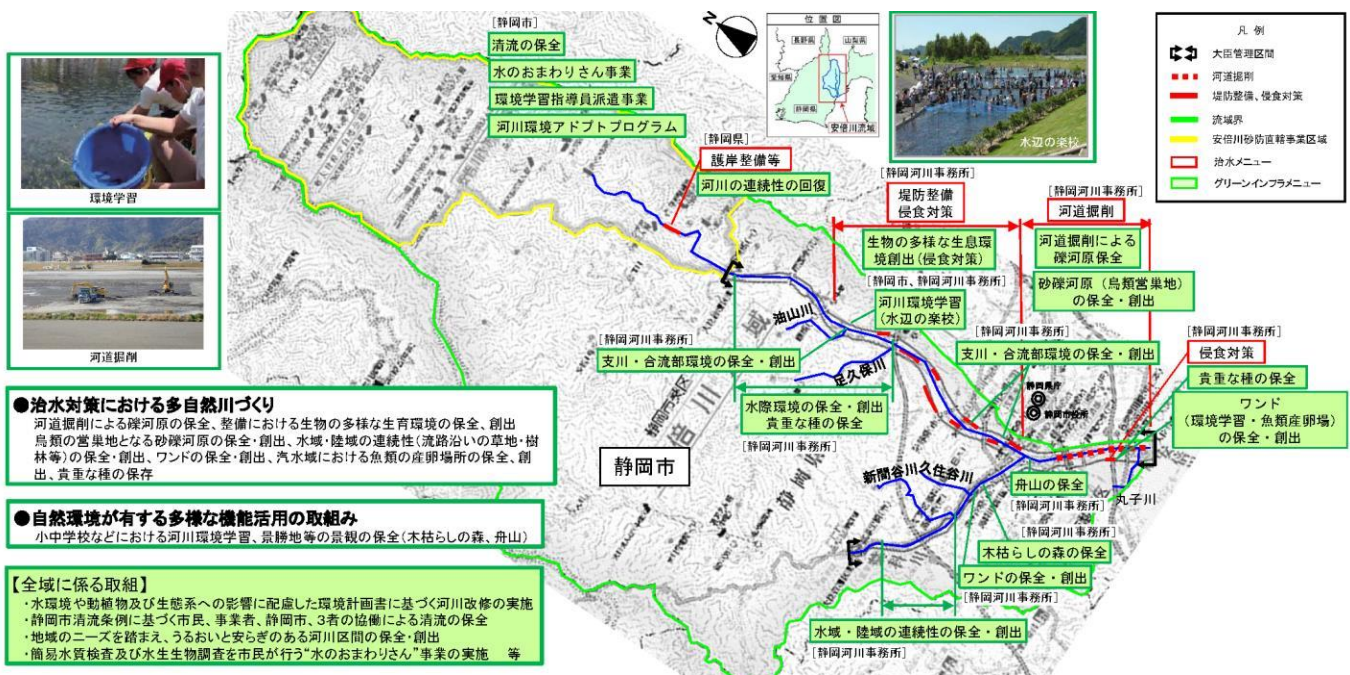 [静岡市]
清流の保全
水のおまわりさん事業
環境学習指導員派遣事業
河川環境アドプトプログラム
N
位置図
長野県
山梨県
愛知県
静岡県
安倍川流域
水辺の楽校
凡例
大臣管理区間
河道掘削
堤防整備、侵食対策
流域界
安倍川砂防直轄事業区域
治水メニュー
グリーンインフラメニュー
環境学習
河道掘削
[静岡県]
護岸整備等
河川の連続性の回復
[静岡河川事務所]
堤防整備
侵食対策
生物の多様な生息環
境創出(侵食対策)
[静岡市、静岡河川事務所]
河川環境学習
(水辺の楽校)
[静岡河川事務所]
河道掘削
河道掘削による
礫河原保全
砂礫河原(鳥類営巣地)
の保全・創出
[静岡河川事務所]
支川・合流部環境の保全・創出
[静岡河川事務所]
侵食対策
貴重な種の保全
ワンド
(環境学習・魚類産卵場)
の保全・創出
油山川
[静岡河川事務所]
支川・合流部環境の保全・創出
足久保川
水際環境の保全・創出
貴重な種の保全
[静岡河川事務所]
静岡県庁
静岡市役所
静岡市
新間谷川
久住谷川
丸子川
舟山の保全
[静岡河川事務所]
[静岡河川事務所]
木枯らしの森の保全
ワンドの保全・創出
[静岡河川事務所]
水域・陸域の連続性の保全・創出
[静岡河川事務所]
●治水対策における多自然川づくり
河道掘削による礫河原の保全、整備における生物の多様な生育環境の保全、創出
鳥類の営巣地となる砂礫河原の保全・創出、水域・陸域の連続性(流路沿いの草地・樹
林等)の保全・創出、ワンドの保全・創出、汽水域における魚類の産卵場所の保全、創
出、貴重な種の保存
●自然環境が有する多様な機能活用の取組み
小中学校などにおける河川環境学習、景勝地等の景観の保全(木枯らしの森、舟山)
【全域に係る取組】
・水環境や動植物及び生態系への影響に配慮した環境計画書に基づく河川改修の実施
・静岡市清流条例に基づく市民、事業者、静岡市、3者の協働による清流の保全
・地域のニーズを踏まえ、うるおいと安らぎのある河川区間の保全・創出
・簡易水質検査及び水生生物調査を市民が行う“水のおまわりさん”事業の実施 等